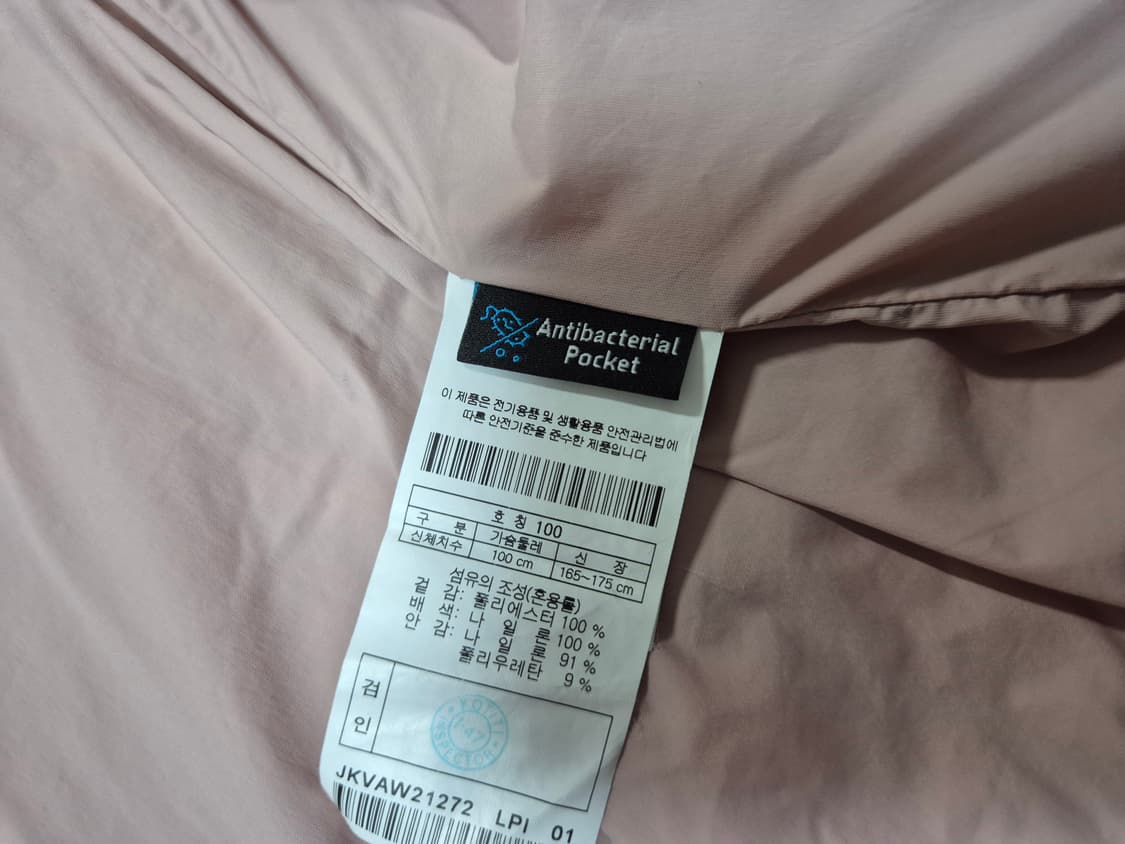 Antibacterial
Pocket
이 제품은 전기용품 및 생활용품 안전관리법에
따른 안전기준을 준수한 제품입니다
호 칭 100
구 분 가슴둘레 신 장
신체치수 100 cm 165~175 cm
섬유의 조성(혼용률)
겉 감: 폴리에스터 100 %
배 색: 나 일 론 100 %
안 감: 나 일 론 91 %
폴리우레탄 9 %
검
인
INSPECTOR
JKVAW21272 LPI 01